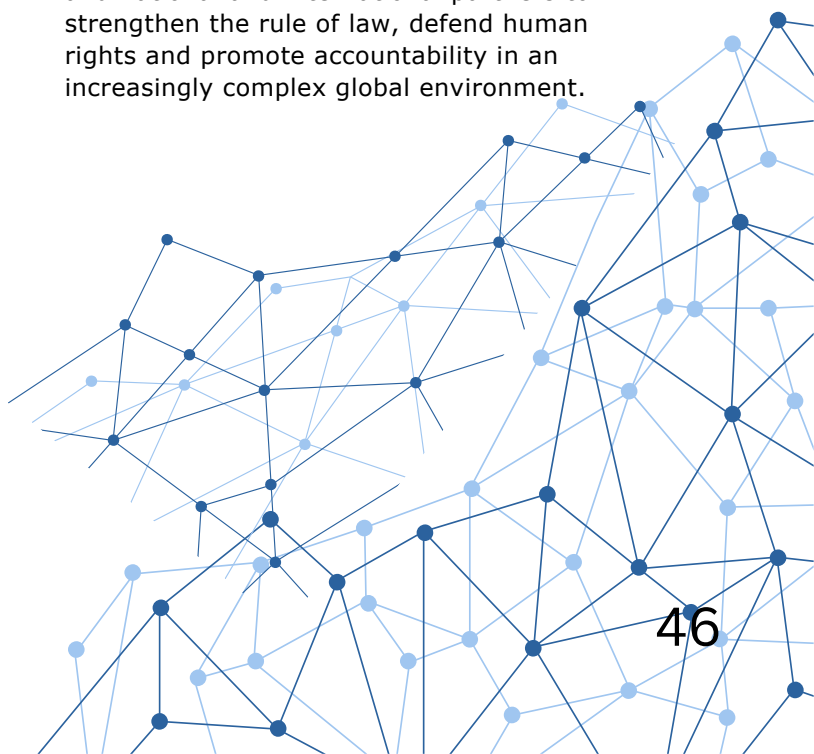 strengthen the rule of law, defend human
rights and promote accountability in an
increasingly complex global environment.
46